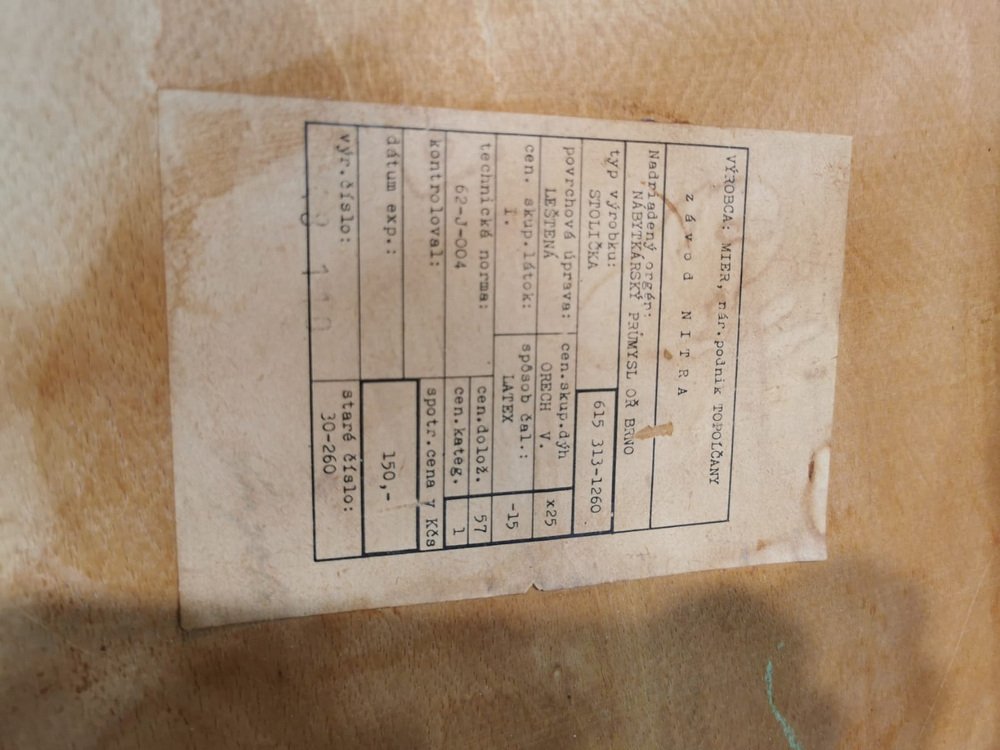 VÝROBCA: MIER, nár.podnik TOPOĽČANY
závod NITRA
Nadriadený orgén:
NÁBYTKÁRSKÝ PRŮMYSL OŘ BRNO
typ výrobku: 615 313-1260
STOLIČKA
povrchová úprava: cen.skup.dýh
LEŠTENÁ ORECH V. x25
cen. skup.látok: spôsob čal.:
I. LATEX -15
technická norma: cen.dolož. 57
62-J-004 cen.kateg. 1
kontroloval: spotr.cena v Kčs
dátum exp.: 150,-
výr.číslo: staré číslo:
30-260